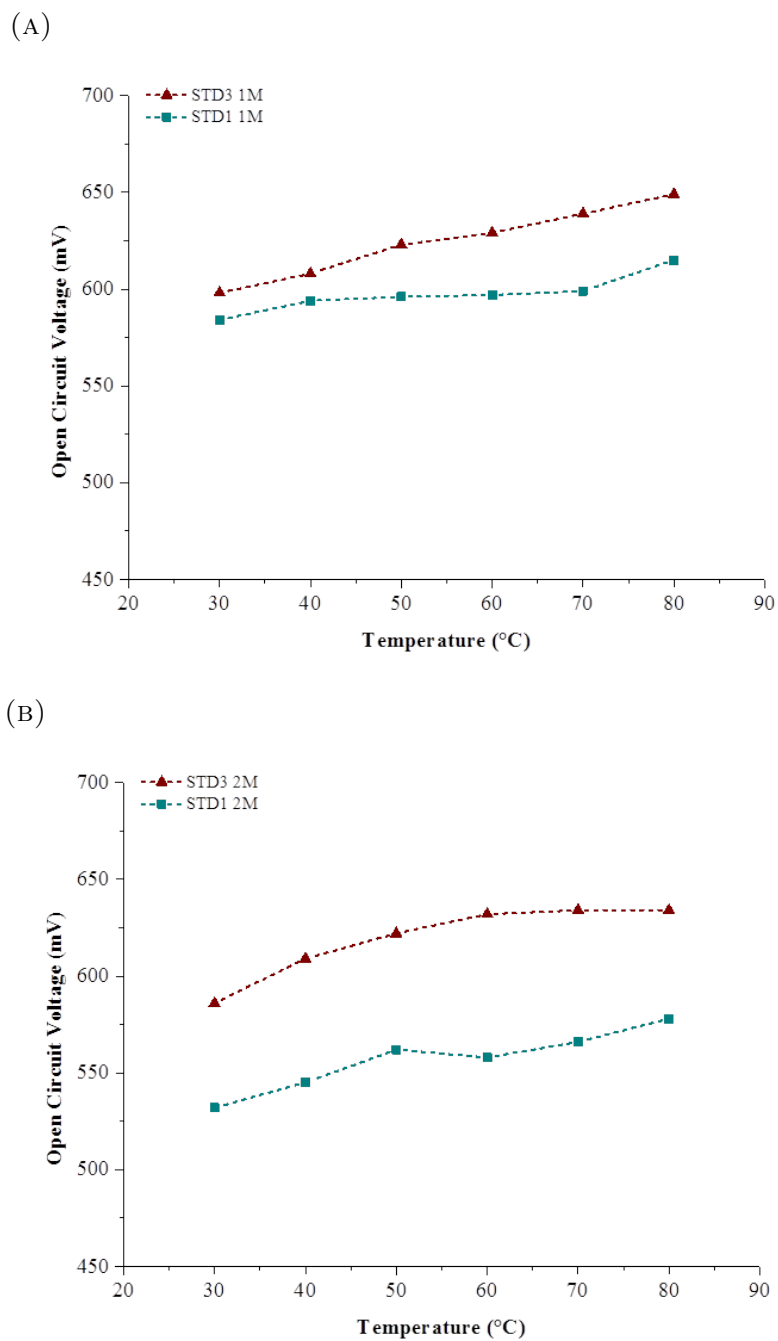 (A)
700
650
600
550
500
450
STD3 1M
STD1 1M
Open Circuit Voltage (mV)
20 30 40 50 60 70 80 90
Temperature (°C)
(B)
700
650
600
550
500
450
STD3 2M
STD1 2M
Open Circuit Voltage (mV)
20 30 40 50 60 70 80 90
Temperature (°C)